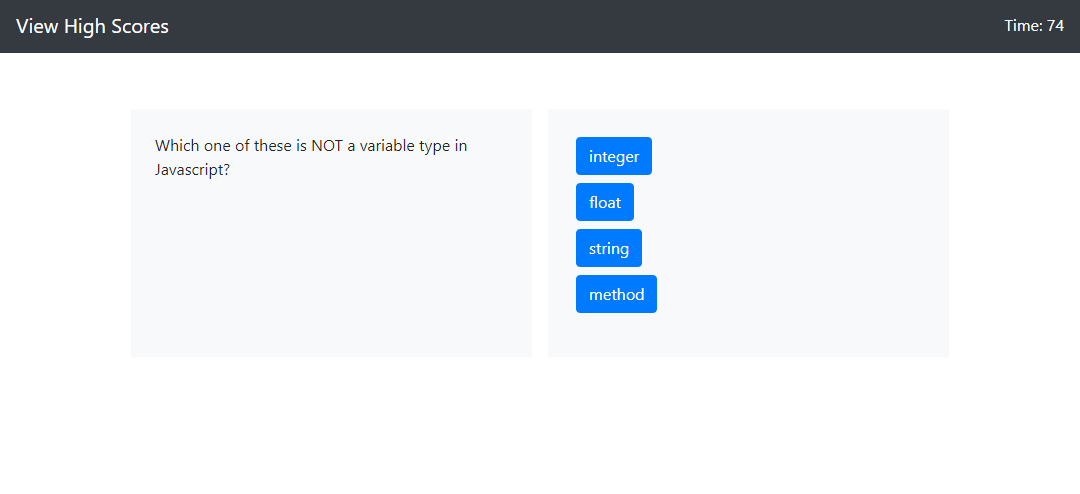 View High Scores
Time: 74
Which one of these is NOT a variable type in
Javascript?
integer
float
string
method